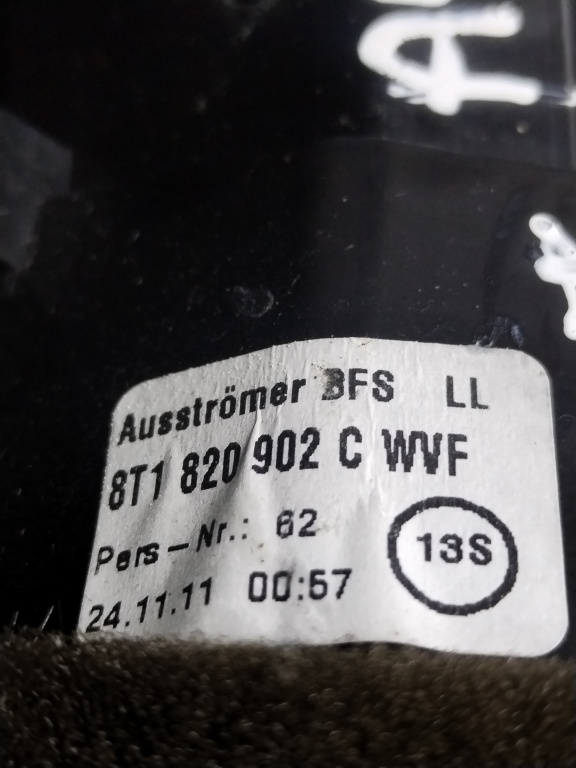 Ausströmer BFS LL
8T1 820 902 C WVF
Pers-Nr.: 62
13S
24.11.11 00:57